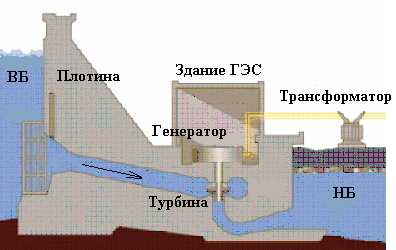 Здание ГЭС
ВБ
Плотина
Трансформатор
Генератор
Турбина
НБ